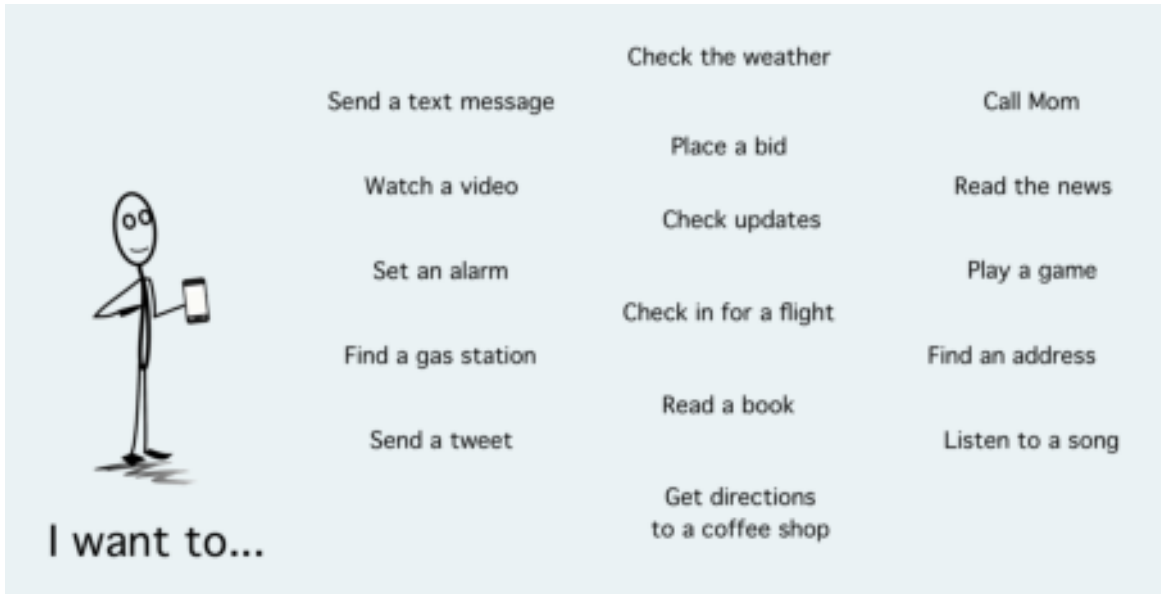 Check the weather
Send a text message
Call Mom
Place a bid
Watch a video
Read the news
Check updates
Set an alarm
Play a game
Check in for a flight
Find a gas station
Find an address
Read a book
Send a tweet
Listen to a song
Get directions
to a coffee shop
I want to...